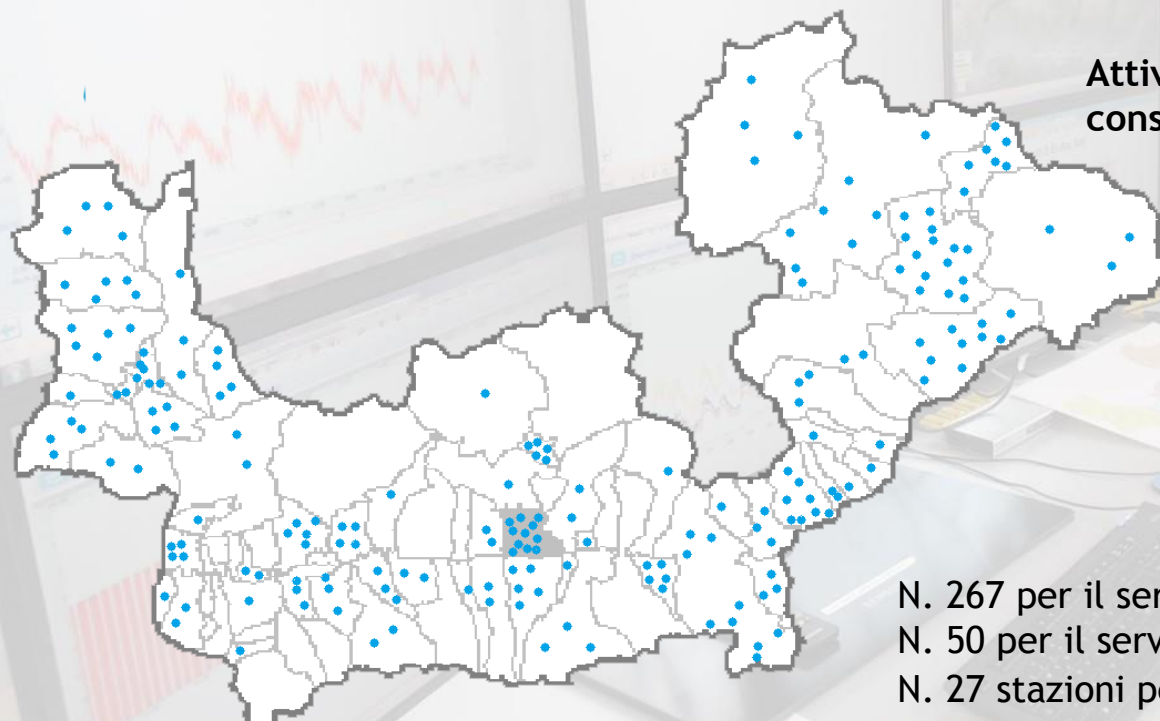 Attiv
cons
N. 267 per il ser
N. 50 per il serv
N. 27 stazioni pe